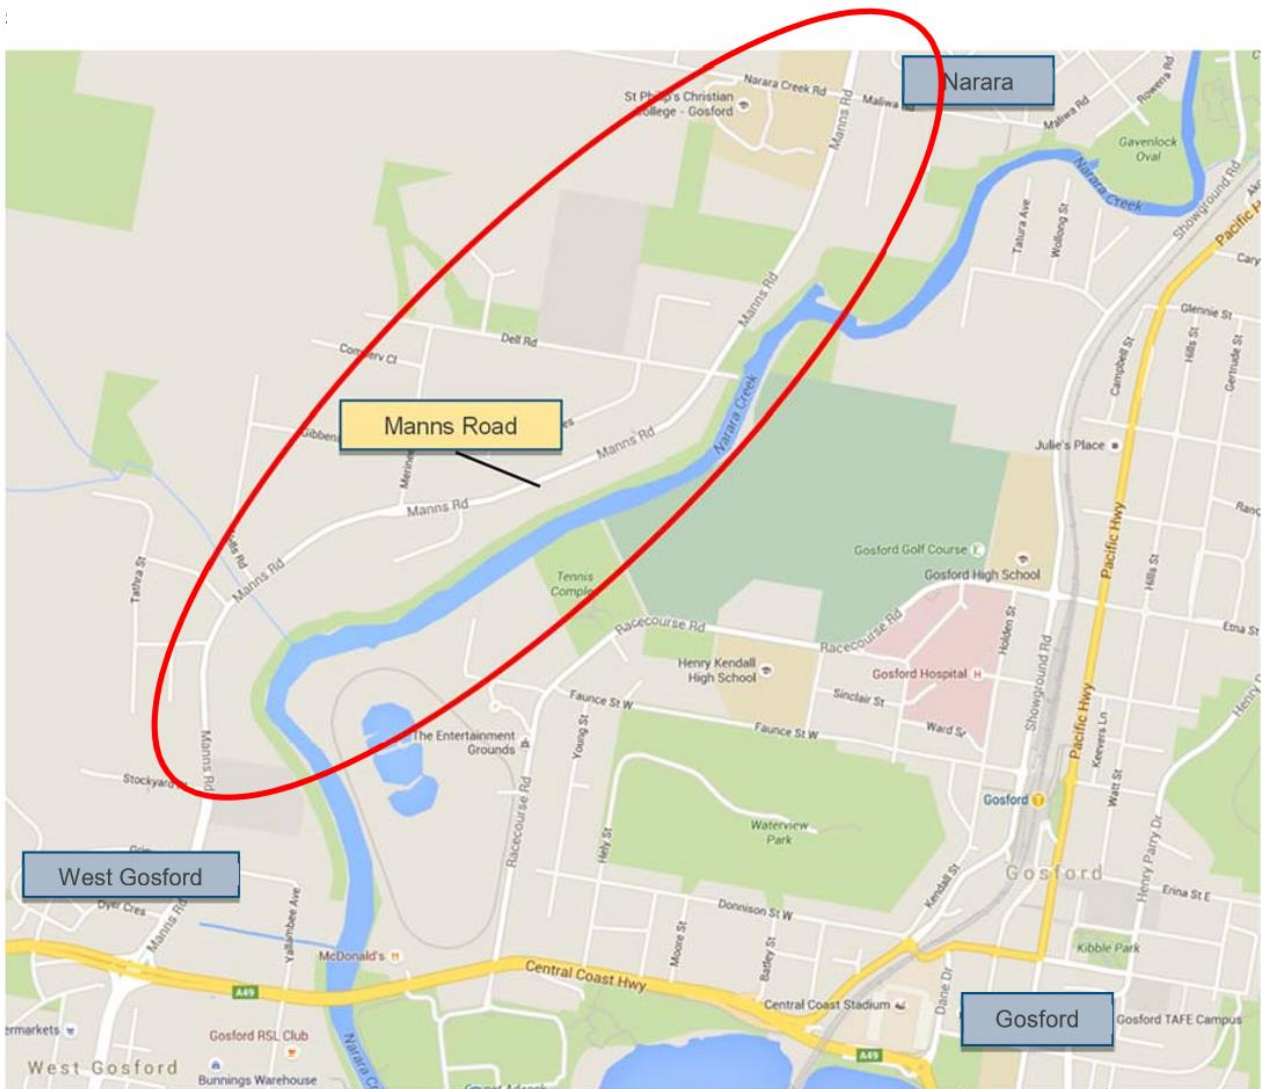 Narara
Narara Creek Rd
St Philip's Christian
College - Gosford
Maliwa Rd
Manns Rd
Maliwa Rd
Rowena Rd
Gavenlock
Oval
Narara Creek
Showground Rd
Pacific H
Tatura Ave
Wollong St
Cary
Manns Rd
Glennie St
Dell Rd
Comserv Cl
Campbell St
Hills St
Gertrude St
Narara Creek
Manns Road
Manns Rd
Julie's Place
Manns Rd
Pacific Hwy
Gosford Golf Course
Gosford High School
Hills St
Tathra St
Manns Rd
Tennis
Racecourse Rd
Racecourse Rd
Holden St
Etna St
Henry Kendall
High School
Gosford Hospital
H
Sinclair St
Showground Rd
Pacific Hwy
Faunce St W
Faunce St W
Ward St
Young St
The Entertainment
Grounds
Manns Rd
Keevers Ln
Watt St
Henry
Gosford
Racecourse Rd
Hely St
Waterview
Park
Henry Parry Dr
West Gosford
Gosford
Kendall St
Erina St E
Dyer Cres
Donnison St W
Manns Rd
Yallambee Ave
Moore St
Batley St
Kibble Park
McDonald's
Central Coast Hwy
A49
Dane Dr
Central Coast Stadium
Gosford
Gosford TAFE Campus
ermarkets
Gosford RSL Club
Narara C
A49
West Gosford
Bunnings Warehouse